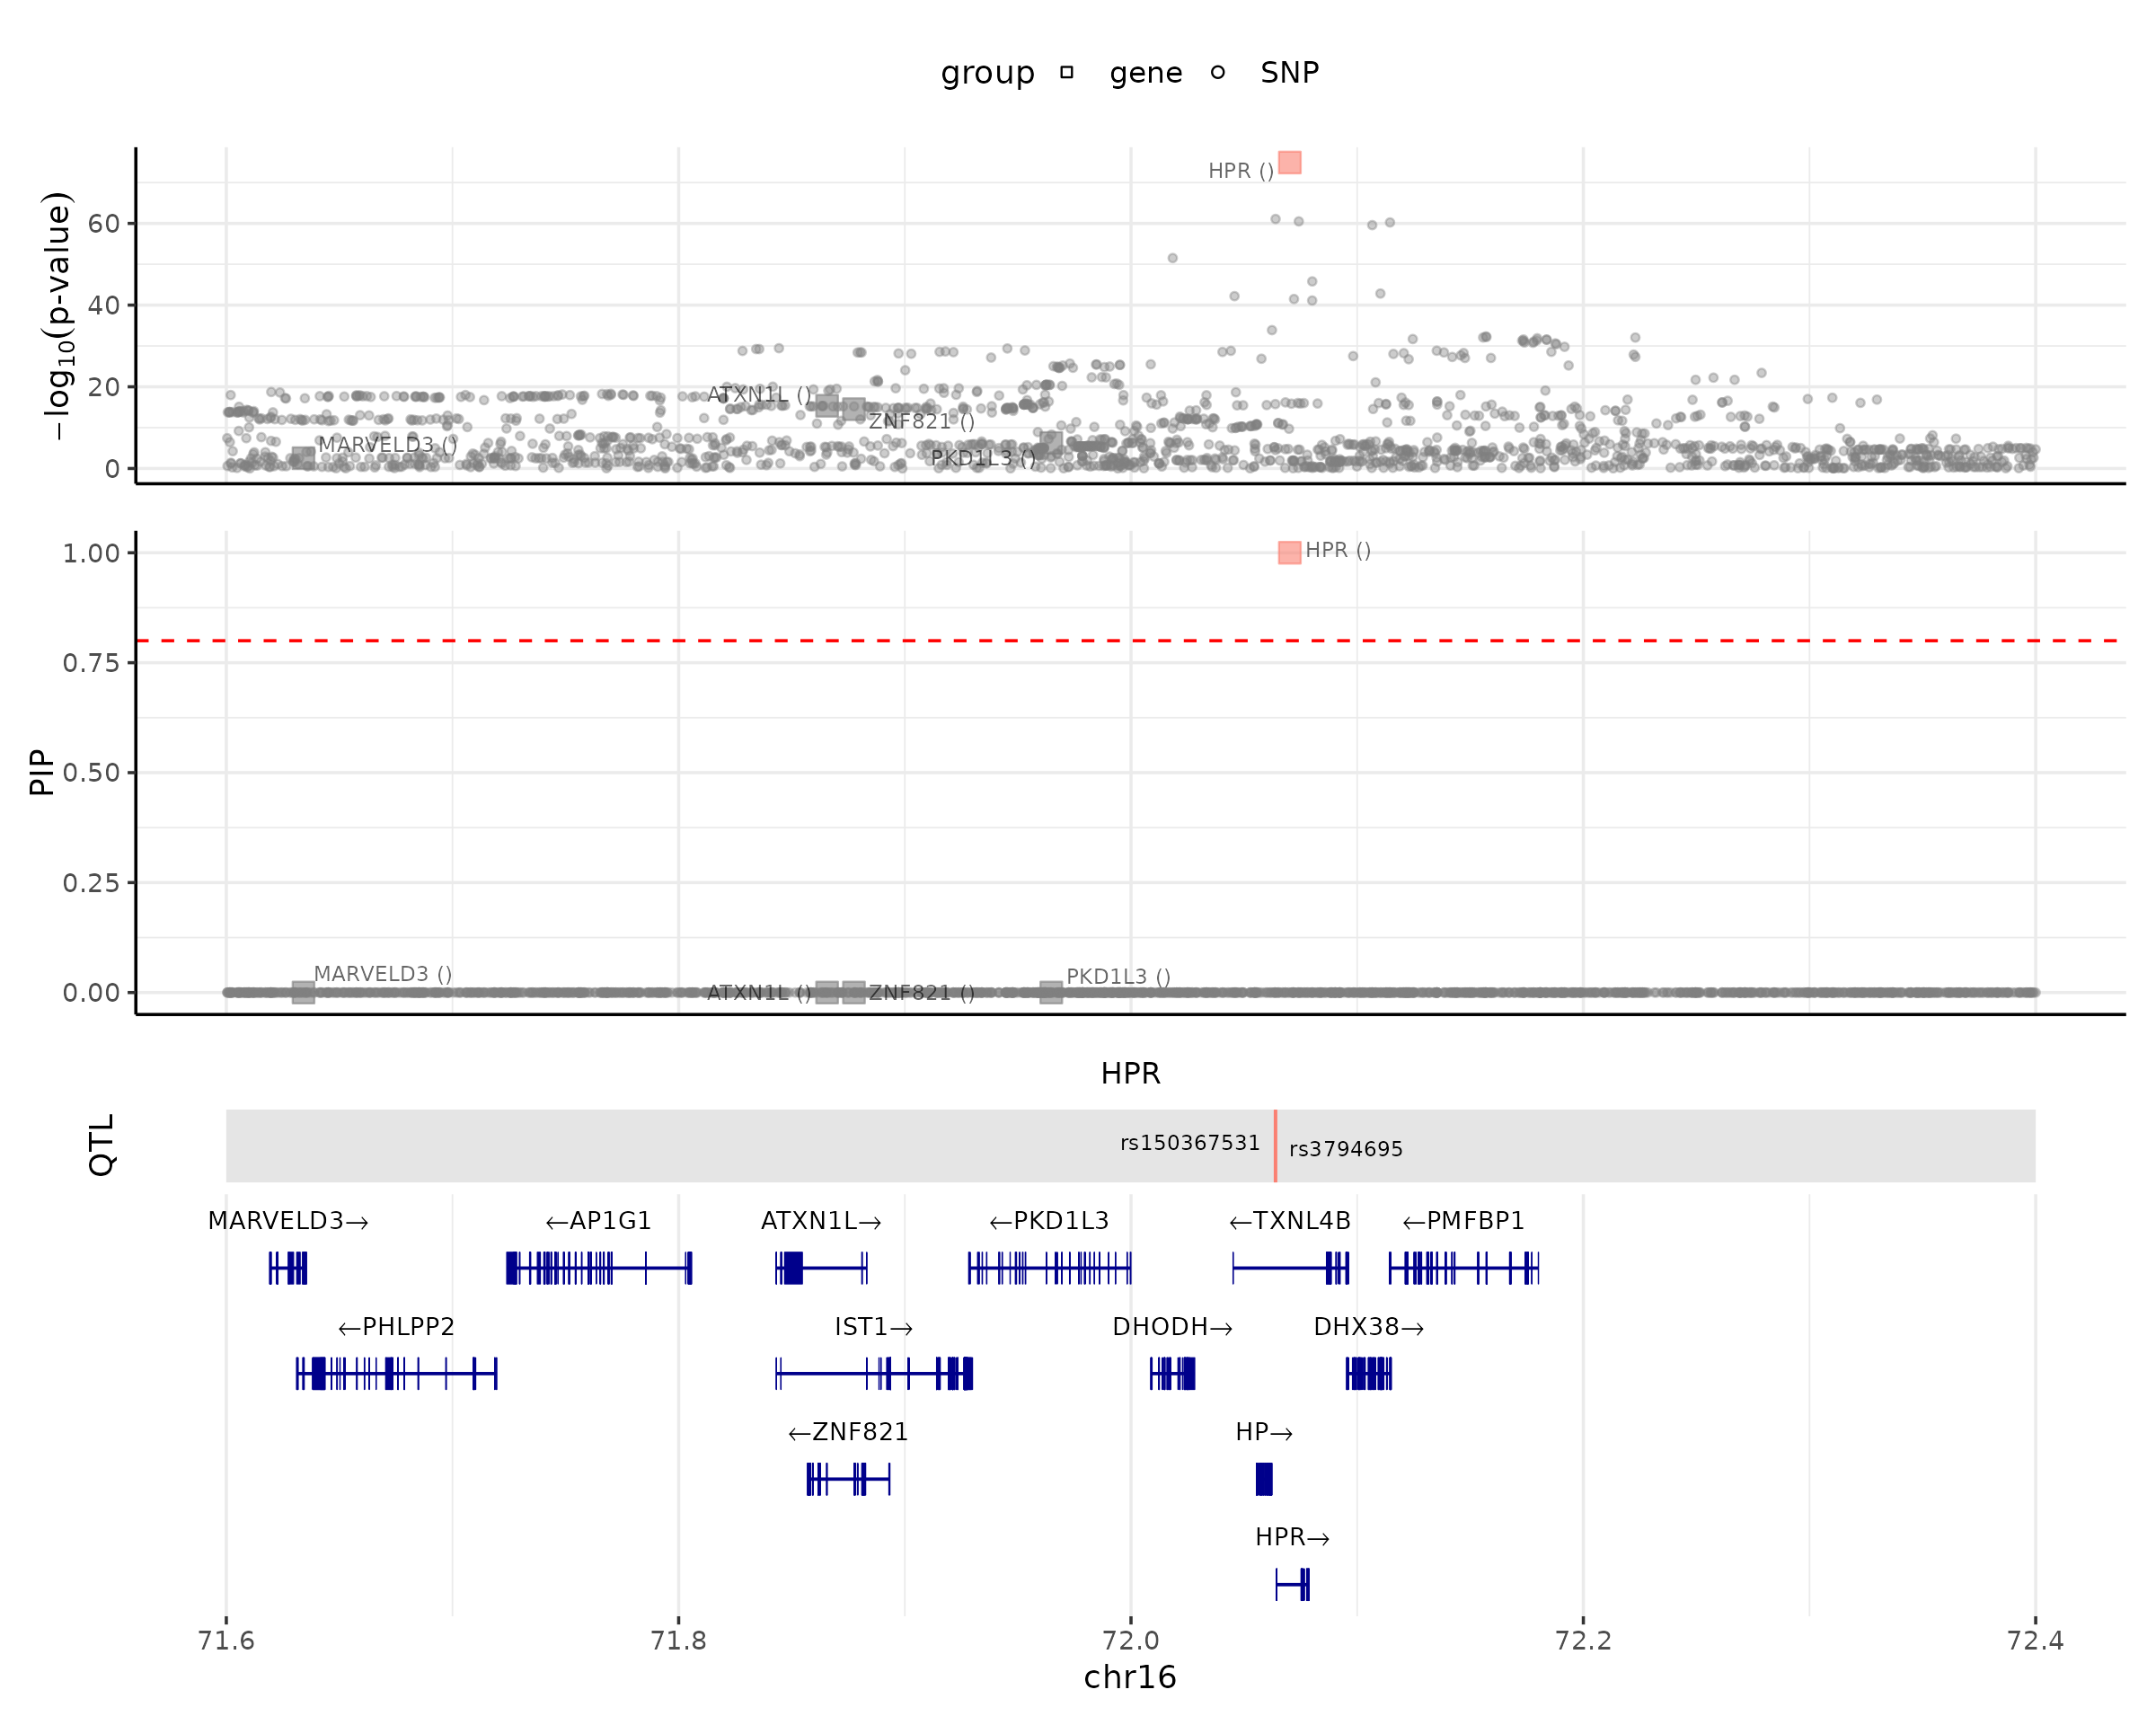 group gene SNP
−log10(p-value)
60
40
20
0
HPR ()
ATXN1L ()
ZNF821 ()
MARVELD3 ()
PKD1L3 ()
PIP
1.00
0.75
0.50
0.25
0.00
HPR ()
MARVELD3 ()
PKD1L3 ()
ATXN1L ()
ZNF821 ()
HPR
QTL
rs150367531
rs3794695
MARVELD3→ ←AP1G1 ATXN1L→ ←PKD1L3 ←TXNL4B ←PMFBP1
←PHLPP2 IST1→ DHODH→ DHX38→
←ZNF821 HP→
HPR→
71.6 71.8 72.0 72.2 72.4
chr16